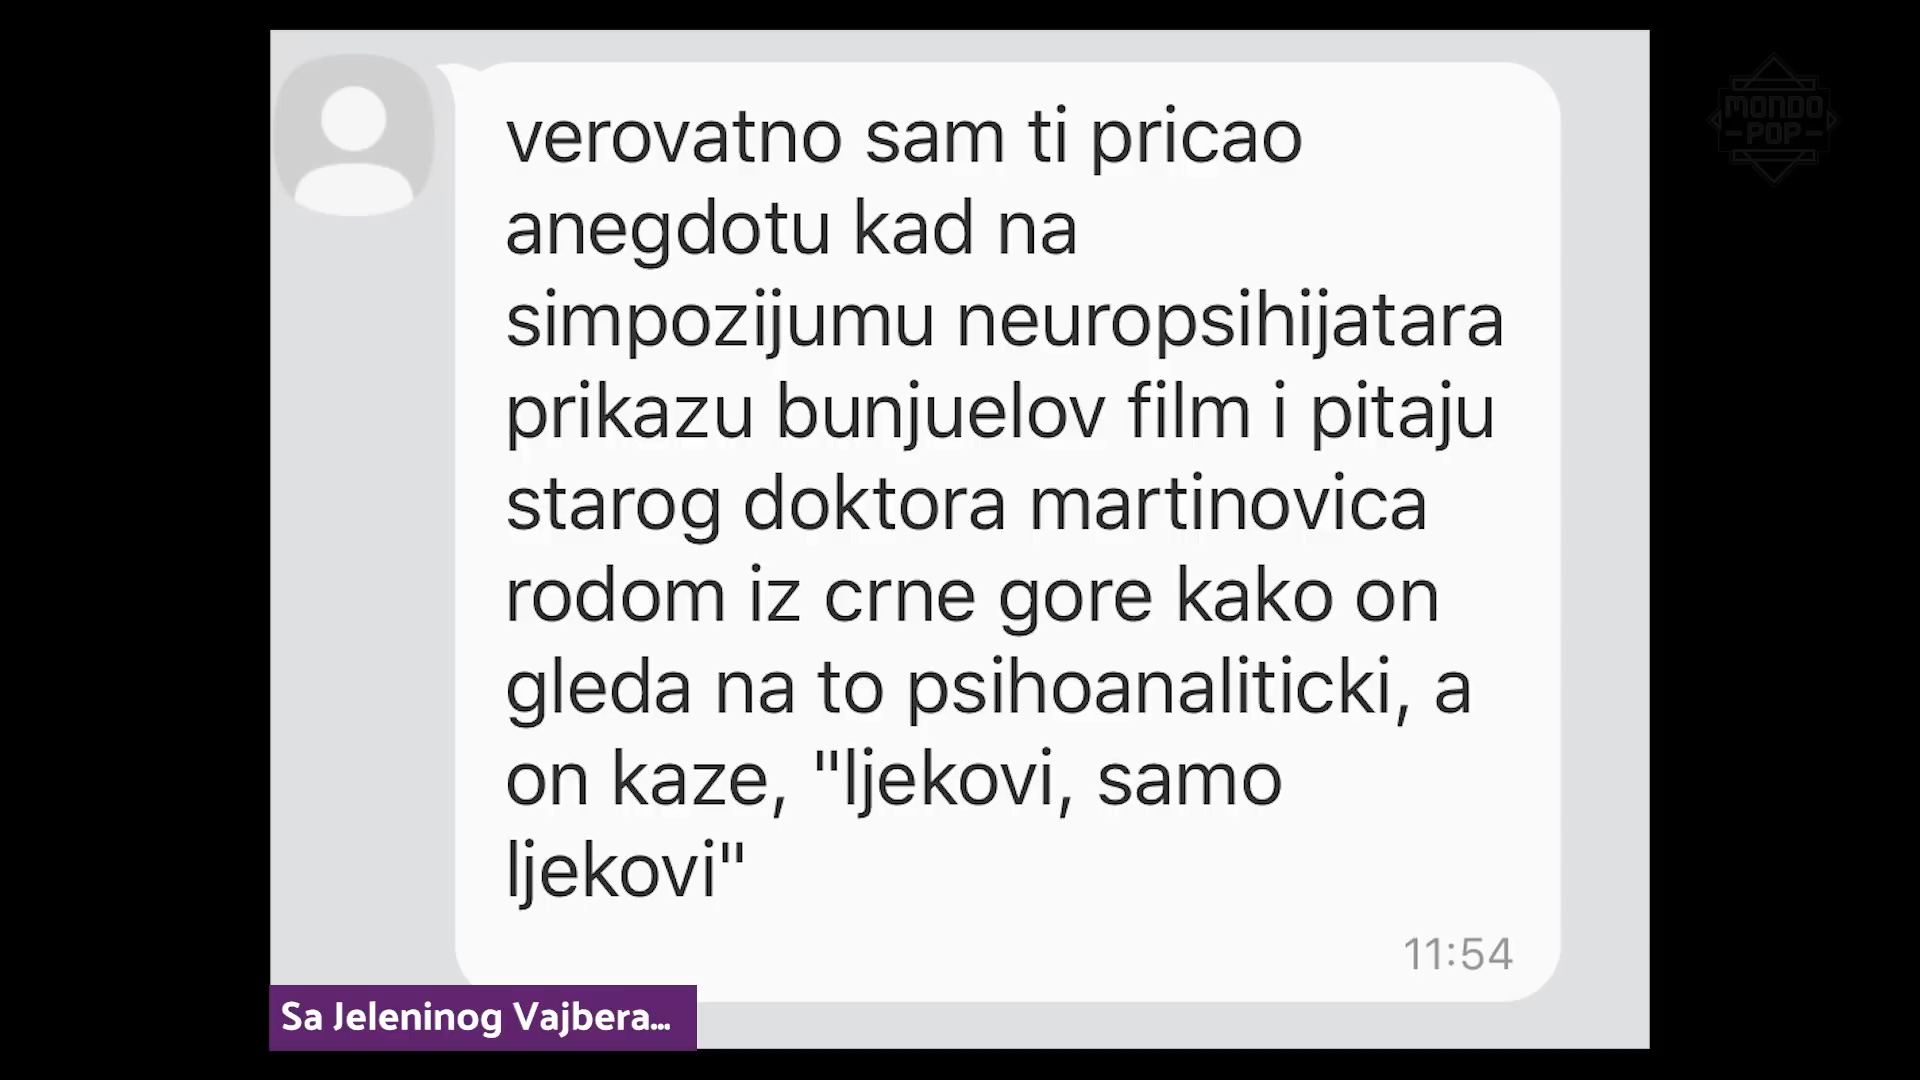 verovatno sam ti pricao
anegdotu kad na
simpozijumu neuropsihijatara
prikazu bunjuelov film i pitaju
starog doktora martinovica
rodom iz crne gore kako on
gleda na to psihoanaliticki, a
on kaze, "ljekovi, samo
ljekovi"
11:54
Sa Jeleninog Vajbera...
MONDO
POP